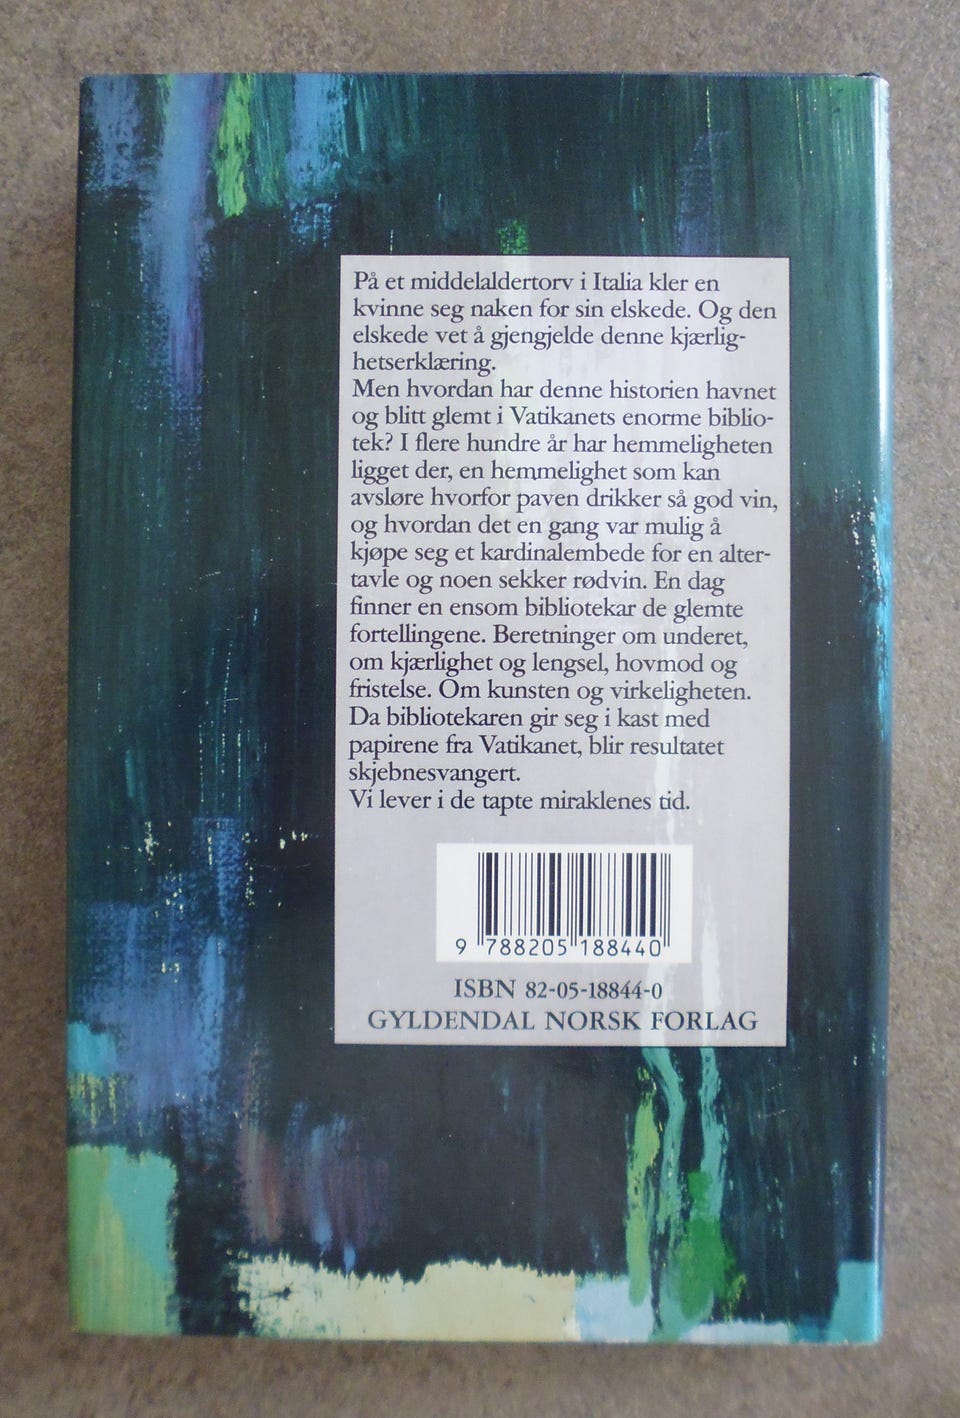 På et middelaldertorv i Italia kler en
kvinne seg naken for sin elskede. Og den
elskede vet å gjengjelde denne kjærlig-
hetserklæring.
Men hvordan har denne historien havnet
og blitt glemt i Vatikanets enorme biblio-
tek? I flere hundre år har hemmeligheten
ligget der, en hemmelighet som kan
avsløre hvorfor paven drikker så god vin,
og hvordan det en gang var mulig å
kjøpe seg et kardinalembede for en alter-
tavle og noen sekker rødvin. En dag
finner en ensom bibliotekar de glemte
fortellingene. Beretninger om underet,
om kjærlighet og lengsel, hovmod og
fristelse. Om kunsten og virkeligheten.
Da bibliotekaren gir seg i kast med
papirene fra Vatikanet, blir resultatet
skjebnesvangert.
Vi lever i de tapte miraklenes tid.
9 788205 188440
ISBN 82-05-18844-0
GYLDENDAL NORSK FORLAG